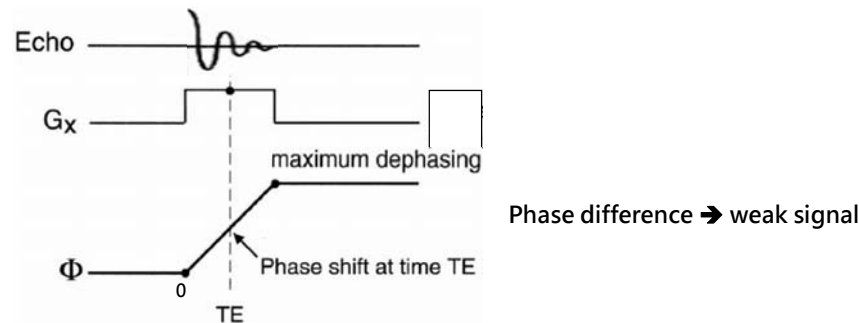 Echo
Gx
maximum dephasing
Phase difference ➔ weak signal
Φ
Phase shift at time TE
0
TE